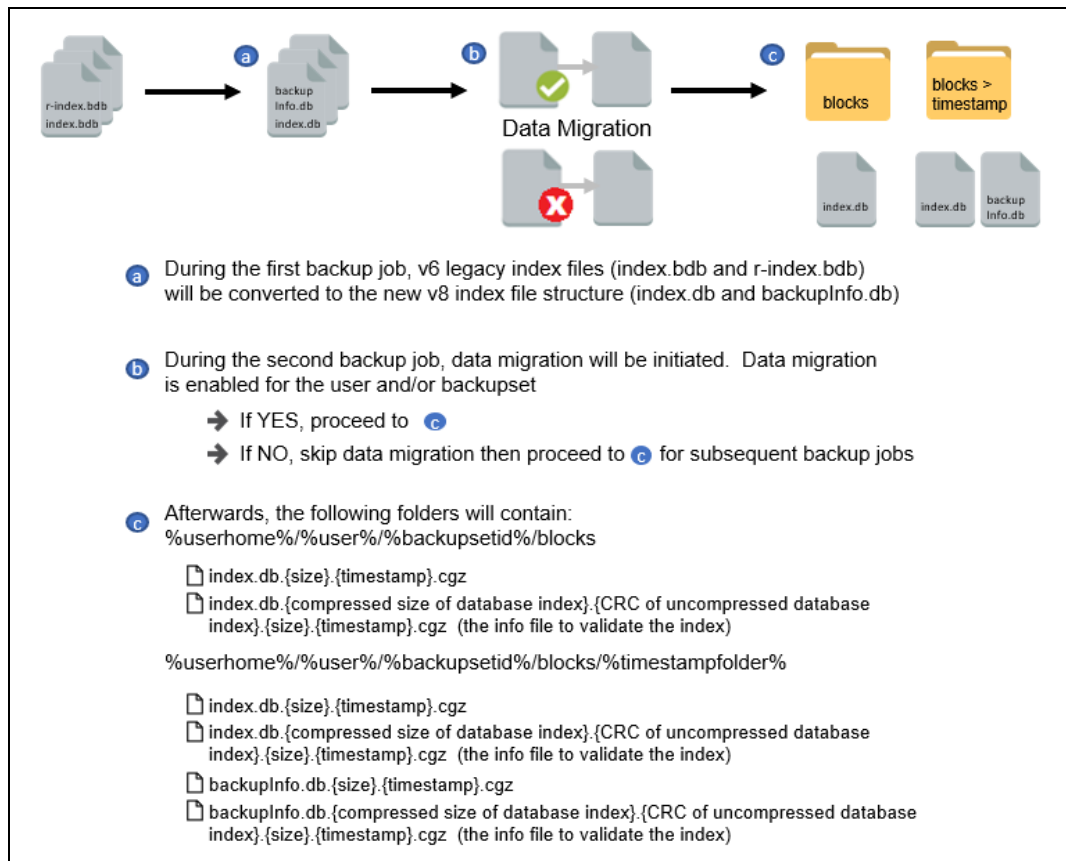 r-index.bdb
index.bdb
a
backup
Info.db
index.db
b
Data Migration
c
blocks
blocks >
timestamp
index.db
index.db
backup
Info.db
a During the first backup job, v6 legacy index files (index.bdb and r-index.bdb)
will be converted to the new v8 index file structure (index.db and backupInfo.db)
b During the second backup job, data migration will be initiated.  Data migration
is enabled for the user and/or backupset
If YES, proceed to c
If NO, skip data migration then proceed to c for subsequent backup jobs
c Afterwards, the following folders will contain:
%userhome%/%user%/%backupsetid%/blocks
index.db.{size}.{timestamp}.cgz
index.db.{compressed size of database index}.{CRC of uncompressed database
index}.{size}.{timestamp}.cgz  (the info file to validate the index)
%userhome%/%user%/%backupsetid%/blocks/%timestampfolder%
index.db.{size}.{timestamp}.cgz
index.db.{compressed size of database index}.{CRC of uncompressed database
index}.{size}.{timestamp}.cgz  (the info file to validate the index)
backupInfo.db.{size}.{timestamp}.cgz
backupInfo.db.{compressed size of database index}.{CRC of uncompressed database
index}.{size}.{timestamp}.cgz  (the info file to validate the index)